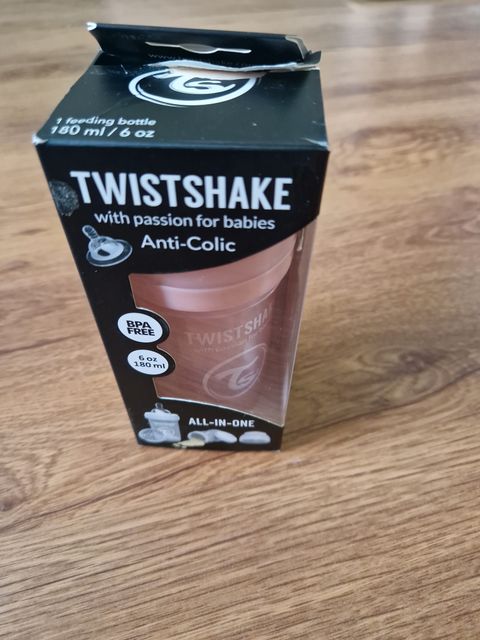 1 feeding bottle
180 ml / 6 oz
TWISTSHAKE
with passion for babies
Anti-Colic
TWISTSHA
BPA
FREE
6 oz
180 ml
ALL-IN-ONE